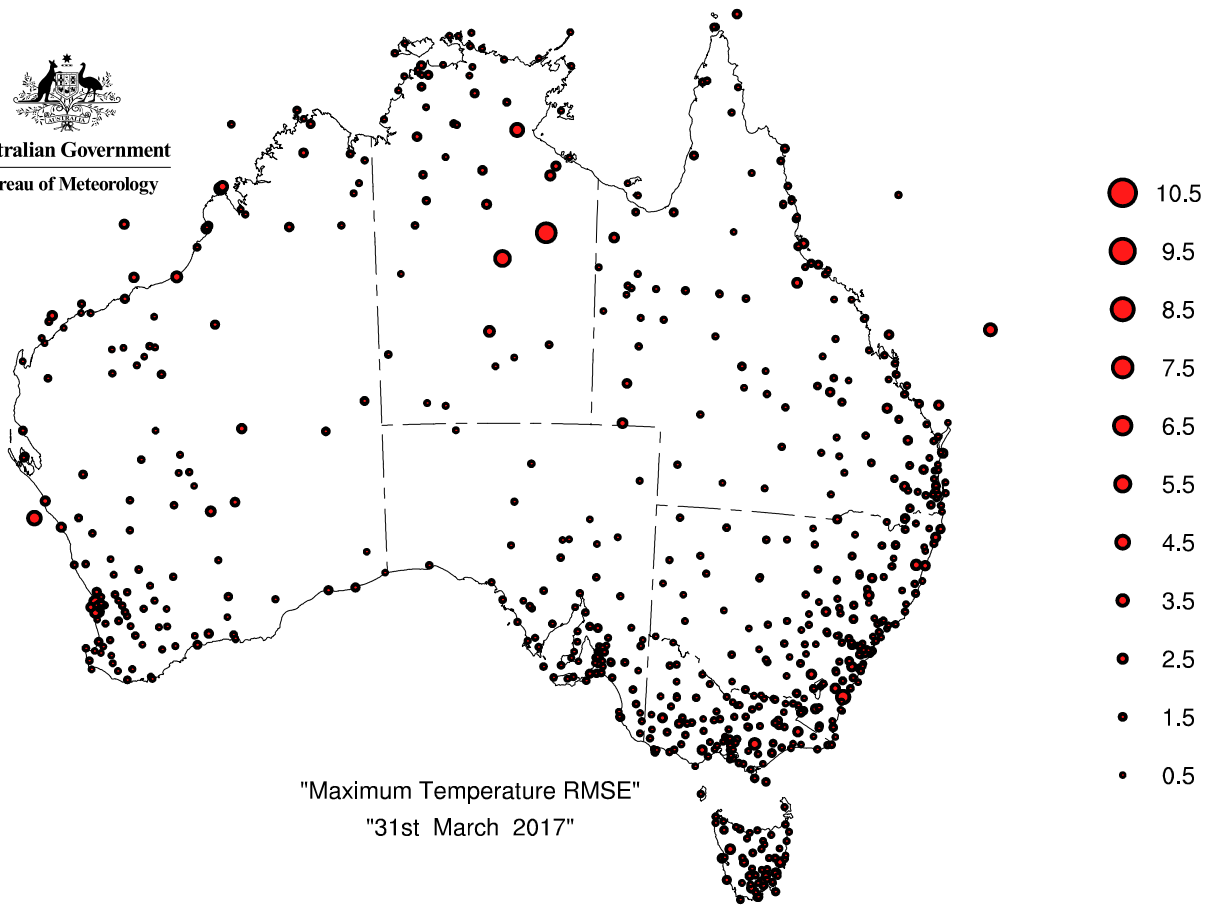 AUSTRALIA
tralian Government
reau of Meteorology
10.5
9.5
8.5
7.5
6.5
5.5
4.5
3.5
2.5
1.5
0.5
"Maximum Temperature RMSE"
"31st March 2017"